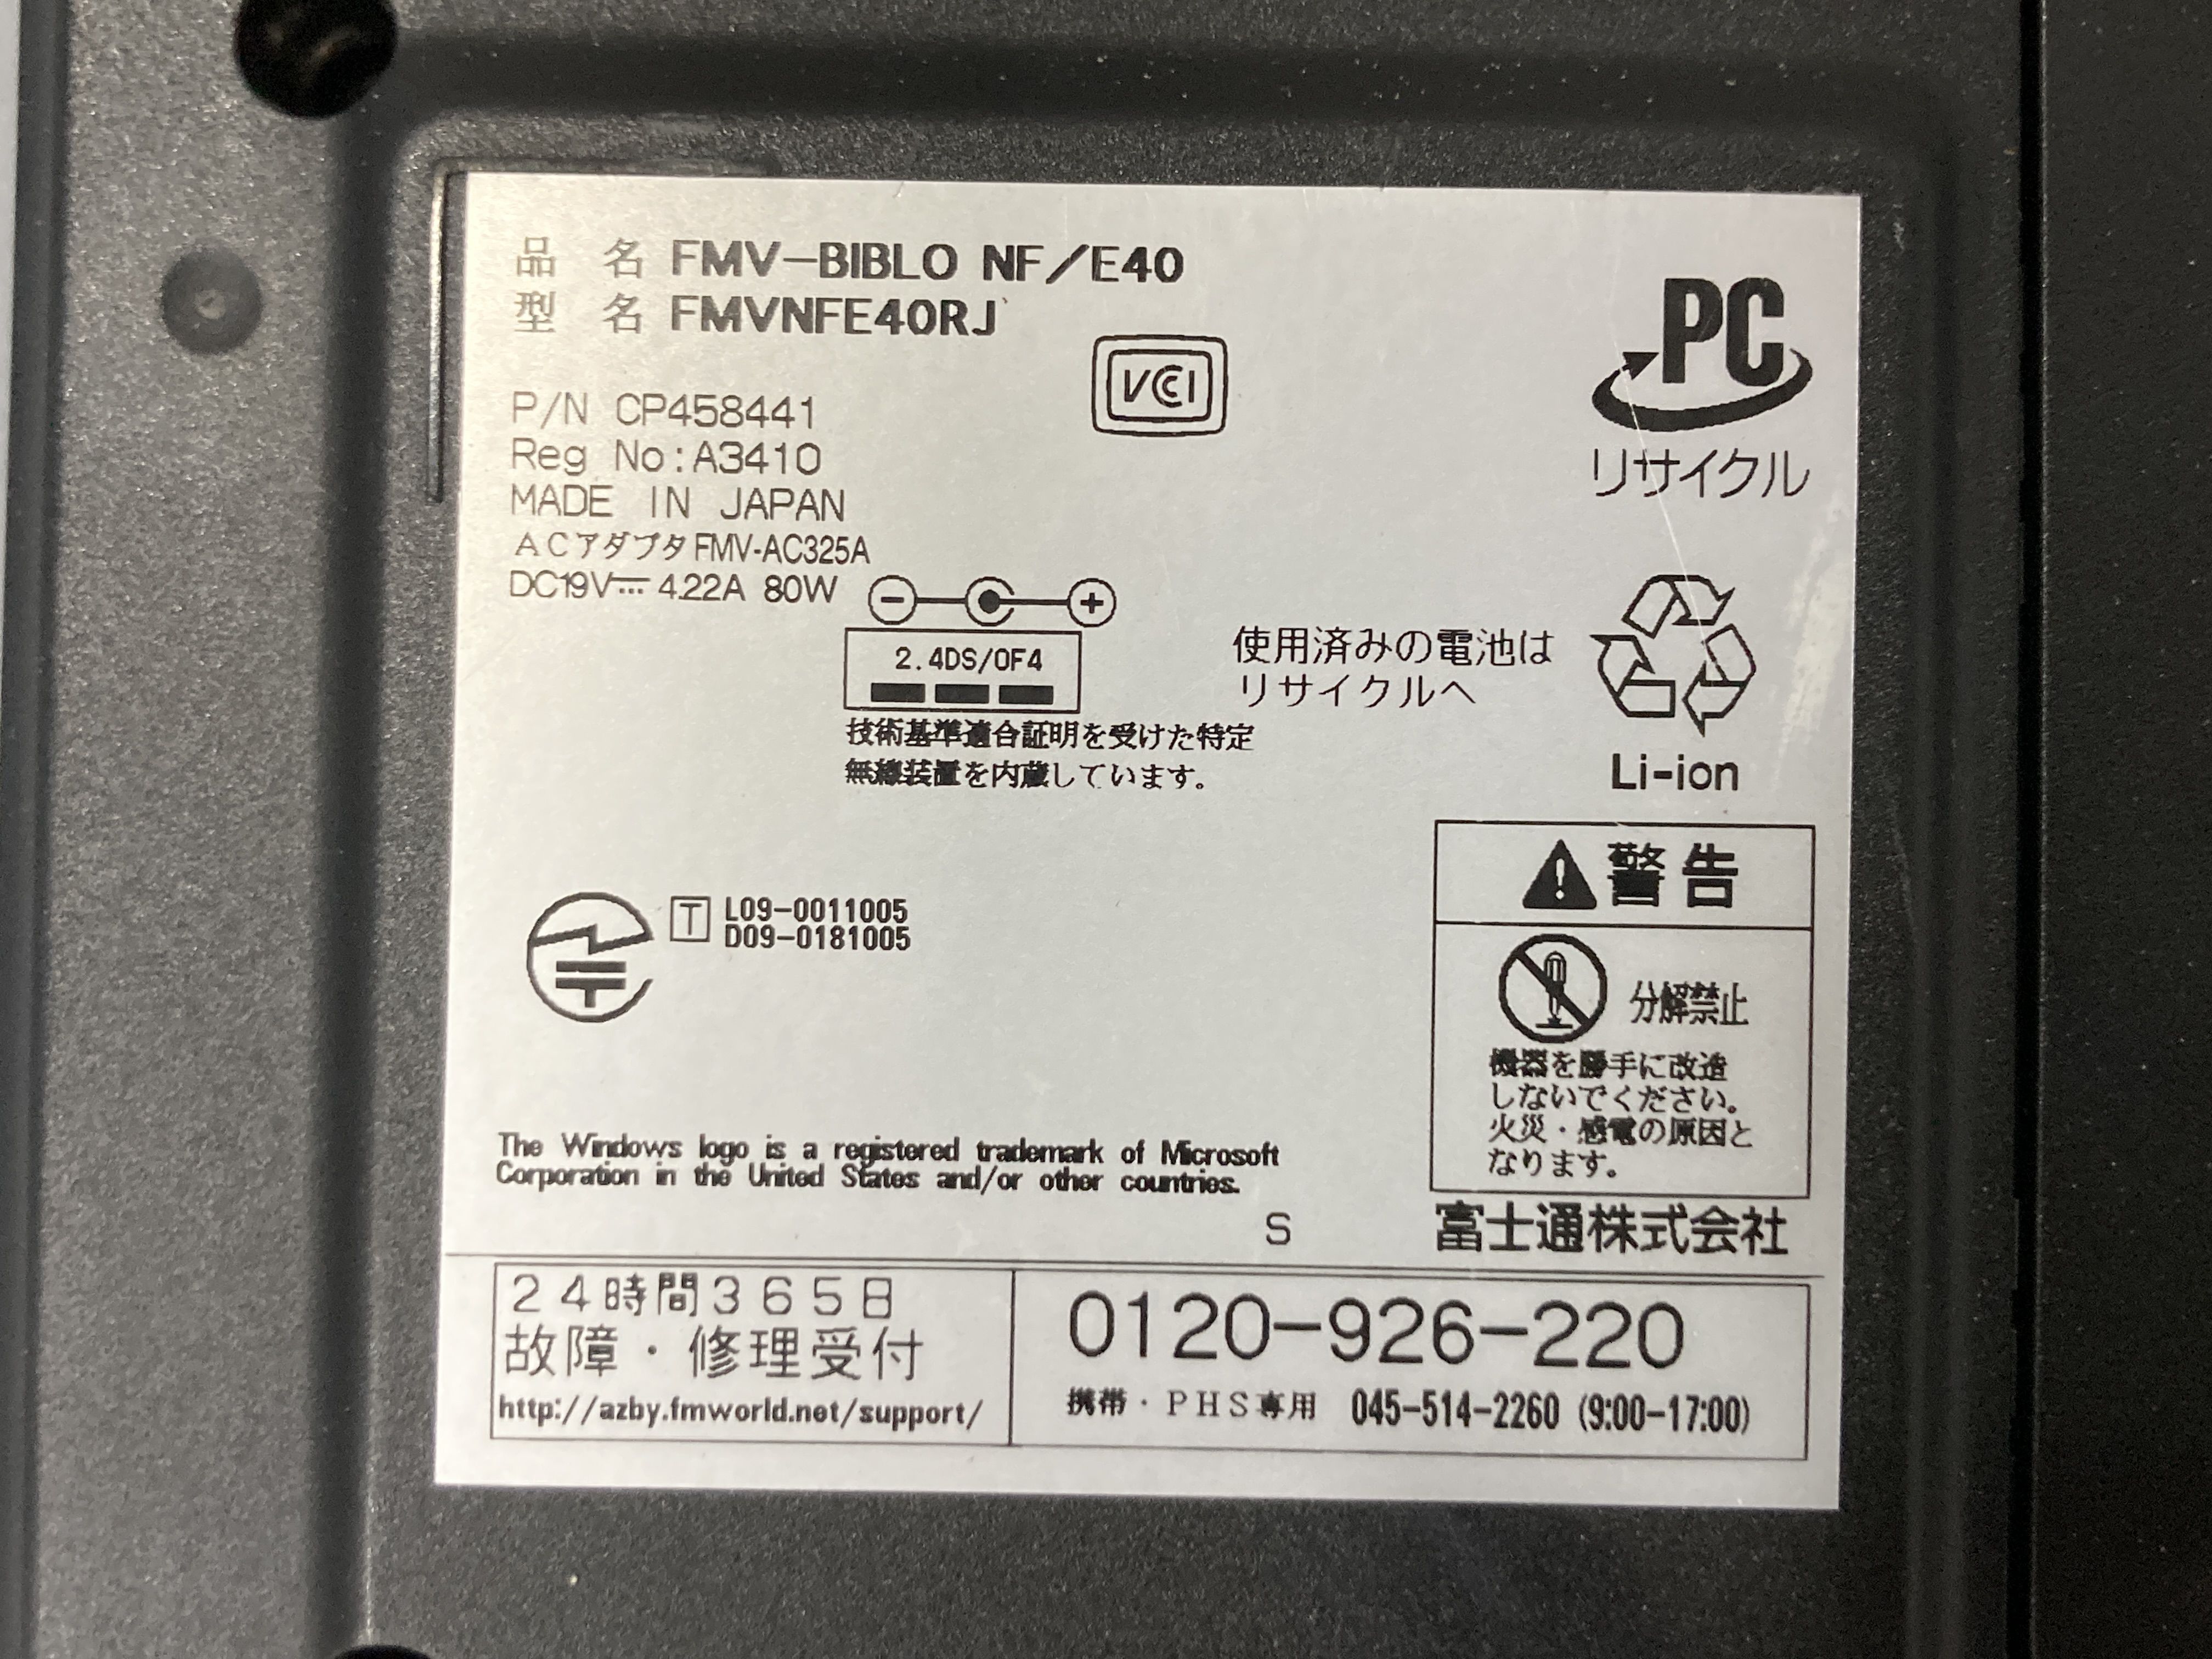 品 名 FMV-BIBLO NF/E40
型 名 FMVNFE40RJ
VCCI
PC
リサイクル
P/N CP458441
Reg No:A3410
MADE IN JAPAN
ACアダプタ FMV-AC325A
DC19V 4.22A 80W
2.4DS/OF4
使用済みの電池は
リサイクルへ
Li-ion
技術基準適合証明を受けた特定
無線装置を内蔵しています。
T L09-0011005
D09-0181005
警告
分解禁止
機器を勝手に改造
しないでください。
火災・感電の原因と
なります。
The Windows logo is a registered trademark of Microsoft
Corporation in the United States and/or other countries.
S
富士通株式会社
24時間365日
故障・修理受付
http://azby.fmworld.net/support/
0120-926-220
携帯・PHS専用 045-514-2260 (9:00-17:00)